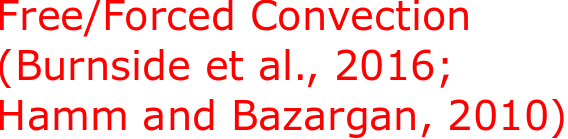 Free/Forced Convection
(Burnside et al., 2016;
Hamm and Bazargan, 2010)